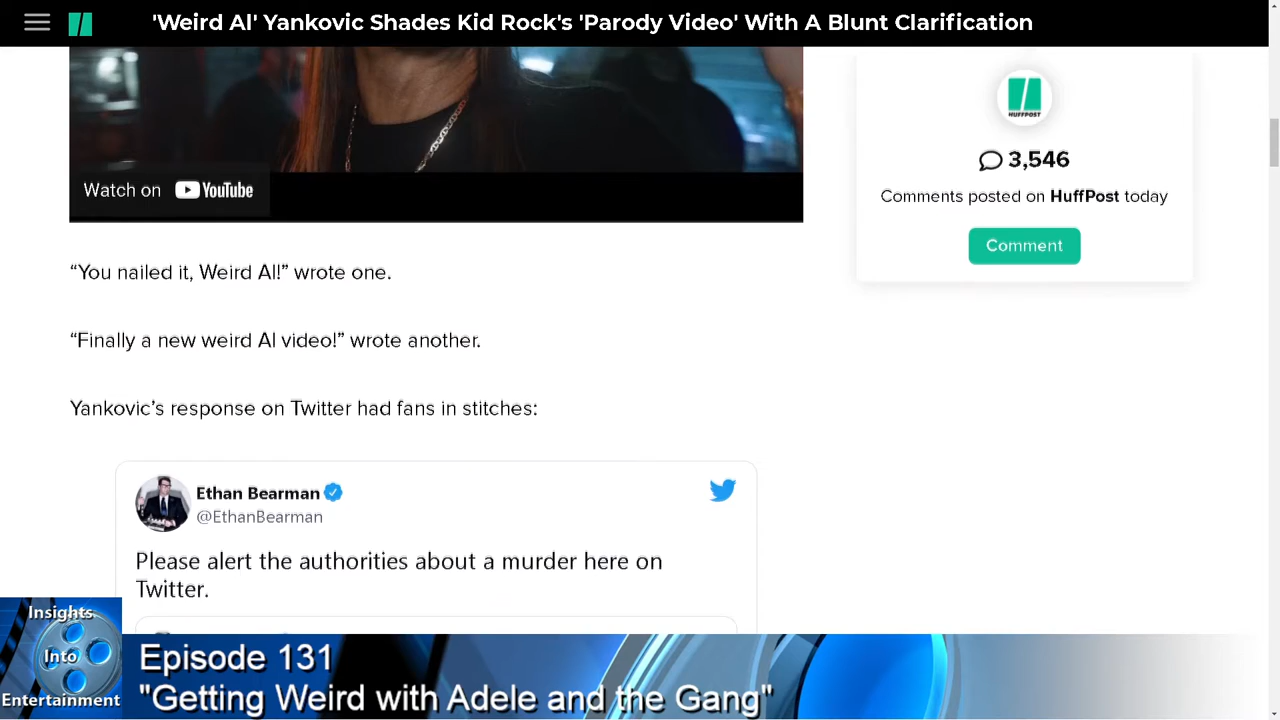 'Weird Al' Yankovic Shades Kid Rock's 'Parody Video' With A Blunt Clarification
Watch on YouTube
HUFFPOST
3,546
Comments posted on HuffPost today
Comment
“You nailed it, Weird Al!” wrote one.
“Finally a new weird Al video!” wrote another.
Yankovic’s response on Twitter had fans in stitches:
Ethan Bearman
@EthanBearman
Please alert the authorities about a murder here on
Twitter.
Insights
Into
Entertainment
Episode 131
"Getting Weird with Adele and the Gang"